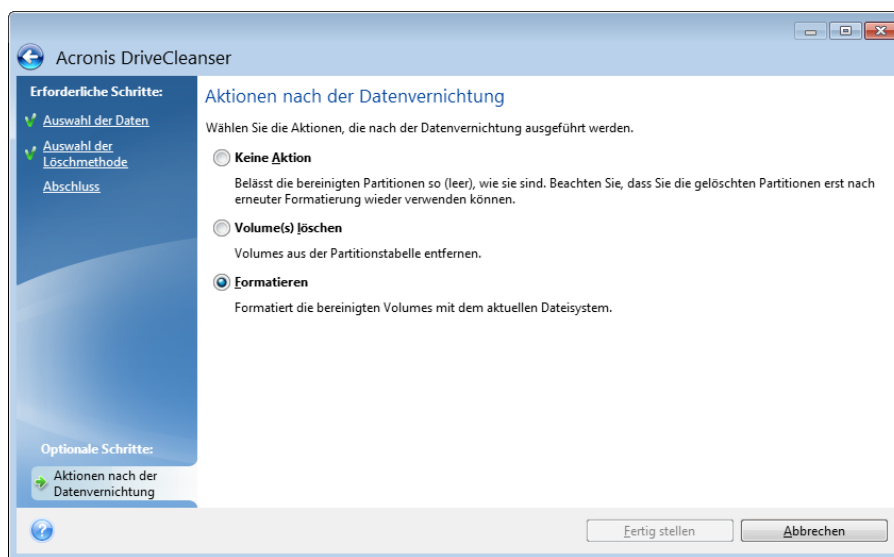 Acronis DriveCleanser
Erforderliche Schritte:
Auswahl der Daten
Auswahl der
Löschmethode
Abschluss
Optionale Schritte:
Aktionen nach der
Datenvernichtung
Aktionen nach der Datenvernichtung
Wählen Sie die Aktionen, die nach der Datenvernichtung ausgeführt werden.
Keine Aktion
Belässt die bereinigten Partitionen so (leer), wie sie sind. Beachten Sie, dass Sie die gelöschten Partitionen erst nach
erneuter Formatierung wieder verwenden können.
Volume(s) löschen
Volumes aus der Partitionstabelle entfernen.
Formatieren
Formatiert die bereinigten Volumes mit dem aktuellen Dateisystem.
Fertig stellen
Abbrechen